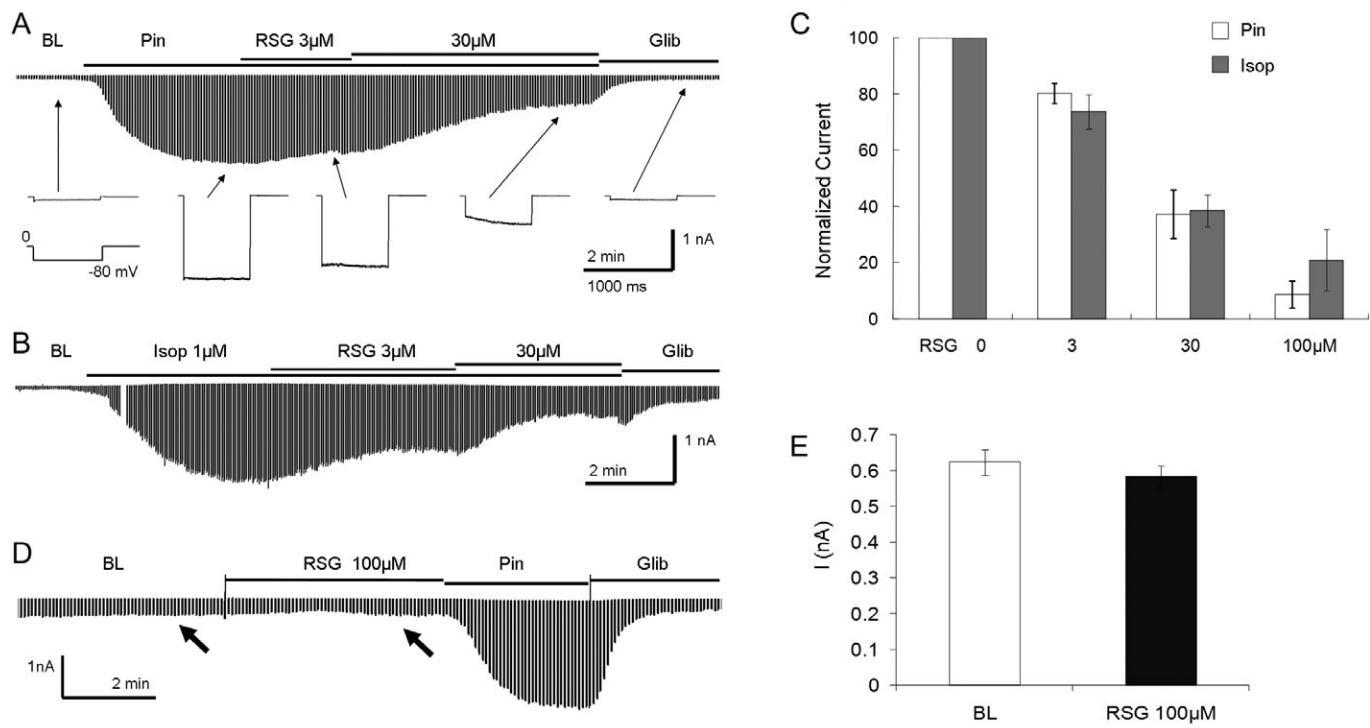 A
BL Pin RSG 3µM 30µM Glib
0
-80 mV
2 min
1 nA
1000 ms
B
BL Isop 1µM RSG 3µM 30µM Glib
2 min
1 nA
D
BL RSG 100µM Pin Glib
1nA
2 min
C
Normalized Current
100
80
60
40
20
0
RSG 0 3 30 100µM
Pin
Isop
E
I (nA)
0.7
0.6
0.5
0.4
0.3
0.2
0.1
0
BL RSG 100µM